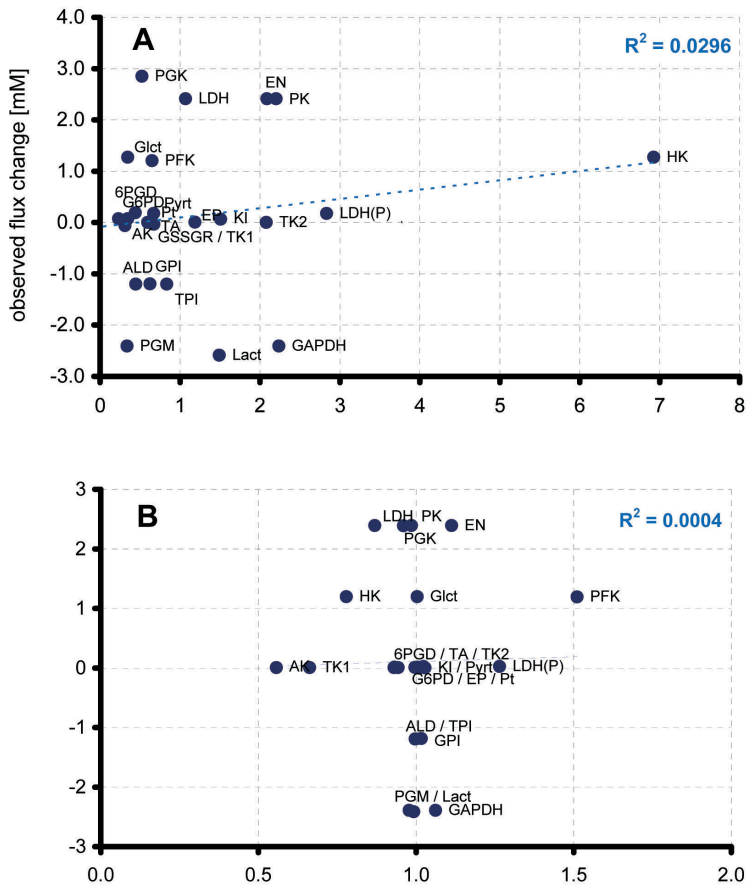 4.0
A
R² = 0.0296
3.0
PGK
EN
LDH
PK
2.0
Glct
PFK
HK
1.0
6PGD
G6PD
Pyrt
Pt
EP
KI
LDH(P)
0.0
AK
TA
TK2
GSSGR / TK1
-1.0
ALD
GPI
TPI
-2.0
PGM
Lact
GAPDH
-3.0
0 1 2 3 4 5 6 7 8
observed flux change [mM]
3
B
R² = 0.0004
LDH
PK
EN
PGK
2
1
HK
Glct
PFK
6PGD / TA / TK2
0
AK
TK1
KI / Pyrt
LDH(P)
G6PD / EP / Pt
-1
ALD / TPI
GPI
-2
PGM / Lact
GAPDH
-3
0.0 0.5 1.0 1.5 2.0